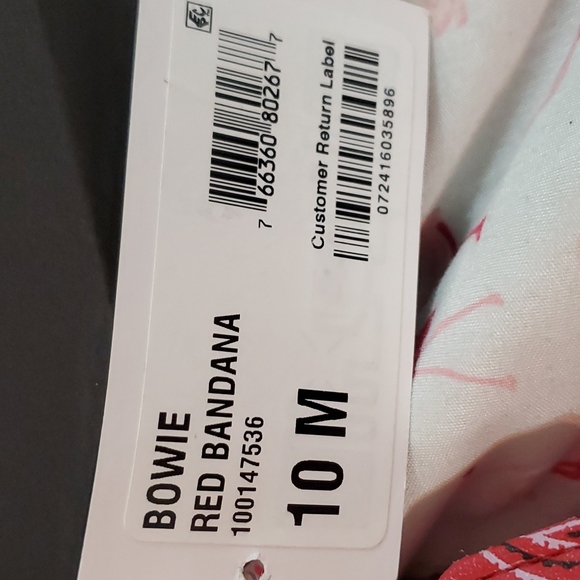 BOWIE
RED BANDANA
100147536
10 M
7 66360 80267 7
Customer Return Label
072416035896